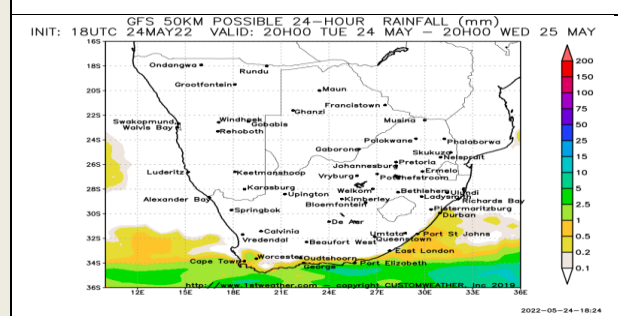 GFS 50KM POSSIBLE 24-HOUR RAINFALL (mm)
INIT: 18UTC 24MAY22 VALID: 20H00 TUE 24 MAY - 20H00 WED 25 MAY
16S
18S
20S
22S
24S
26S
28S
30S
32S
34S
36S
Ondangwa
Rundu
Grootfontein
Maun
Francistown
Ghanzi
Swakopmund
Windhoek
Gobabis
Musina
Walvis Bay
Rehoboth
Polokwane
Phalaborwa
Gaborone
Skukuza
Johannesburg
Pretoria
Nelspruit
Luderitz
Keetmanshoop
Vryburg
Potchefstroom
Ermelo
Karasburg
Upington
Welkom
Bethlehem
Ulundi
Alexander Bay
Kimberley
Ladysmith
Richards Bay
Springbok
Bloemfontein
Pietermaritzburg
Durban
De Aar
Calvinia
Umtata
Port St Johns
Vredendal
Beaufort West
Queenstown
East London
Cape Town
Worcester
Oudtshoorn
George
Port Elizabeth
http://www.1stweather.com - copyright CUSTOMWEATHER, Inc 2019
12E 15E 18E 21E 24E 27E 30E 33E 36E
200
150
100
75
50
25
15
10
5
2.5
1
0.5
0.2
0.1
2022-05-24-18:24